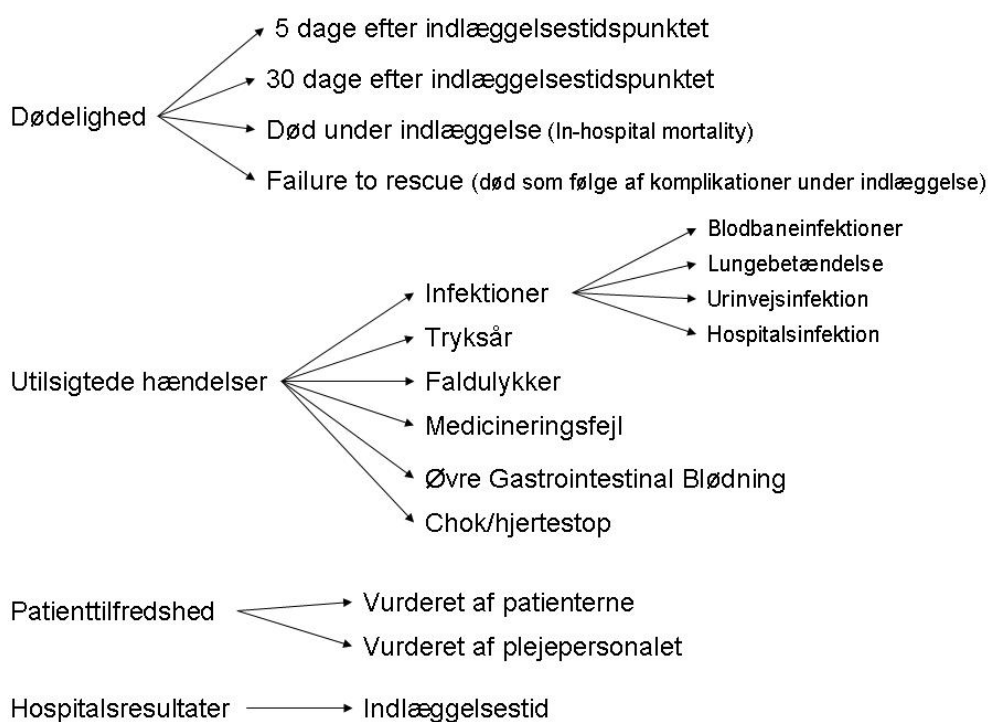 5 dage efter indlæggelsestidspunktet
30 dage efter indlæggelsestidspunktet
Dødelighed
Død under indlæggelse (In-hospital mortality)
Failure to rescue (død som følge af komplikationer under indlæggelse)
Blodbaneinfektioner
Lungebetændelse
Infektioner
Urinvejsinfektion
Hospitalsinfektion
Tryksår
Utilsigtede hændelser
Faldulykker
Medicineringsfejl
Øvre Gastrointestinal Blødning
Chok/hjertestop
Patienttilfredshed
Vurderet af patienterne
Vurderet af plejepersonalet
Hospitalsresultater
Indlæggelsestid